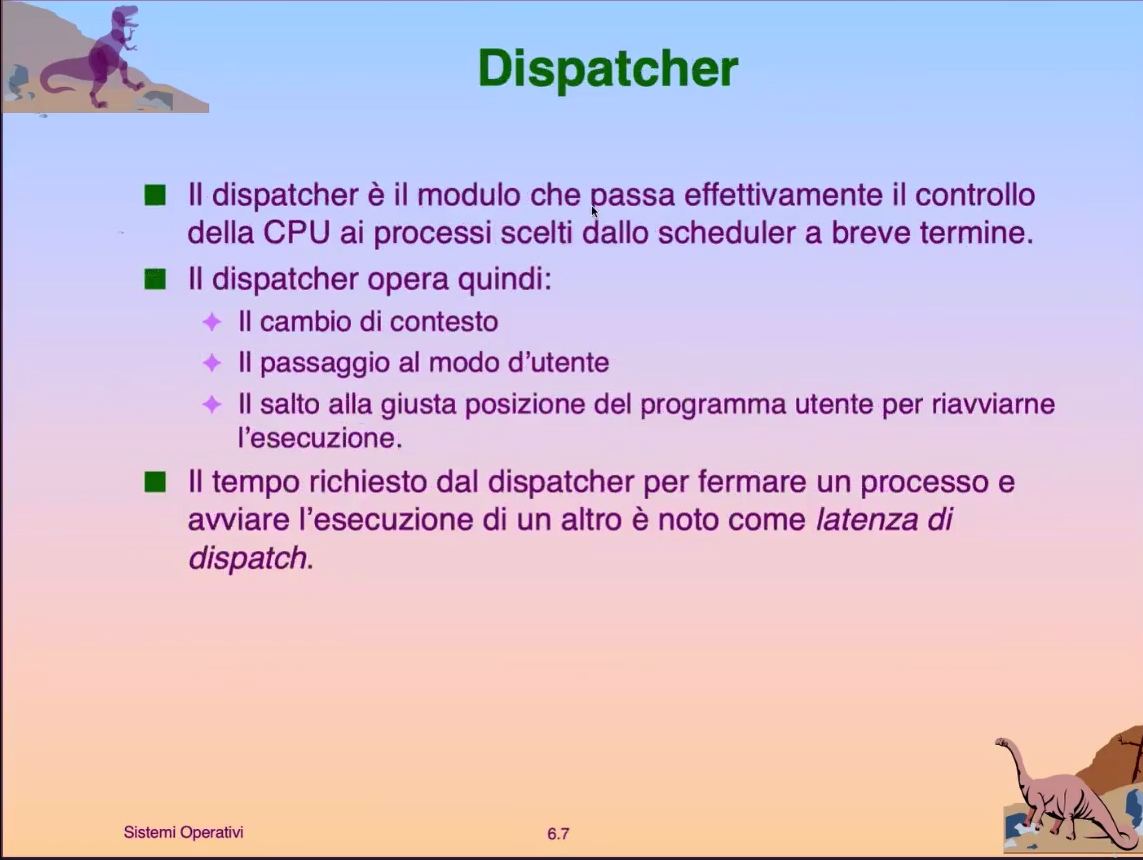 Dispatcher
Il dispatcher è il modulo che passa effettivamente il controllo
della CPU ai processi scelti dallo scheduler a breve termine.
Il dispatcher opera quindi:
Il cambio di contesto
Il passaggio al modo d’utente
Il salto alla giusta posizione del programma utente per riavviarne
l’esecuzione.
Il tempo richiesto dal dispatcher per fermare un processo e
avviare l’esecuzione di un altro è noto come latenza di
dispatch.
Sistemi Operativi
6.7